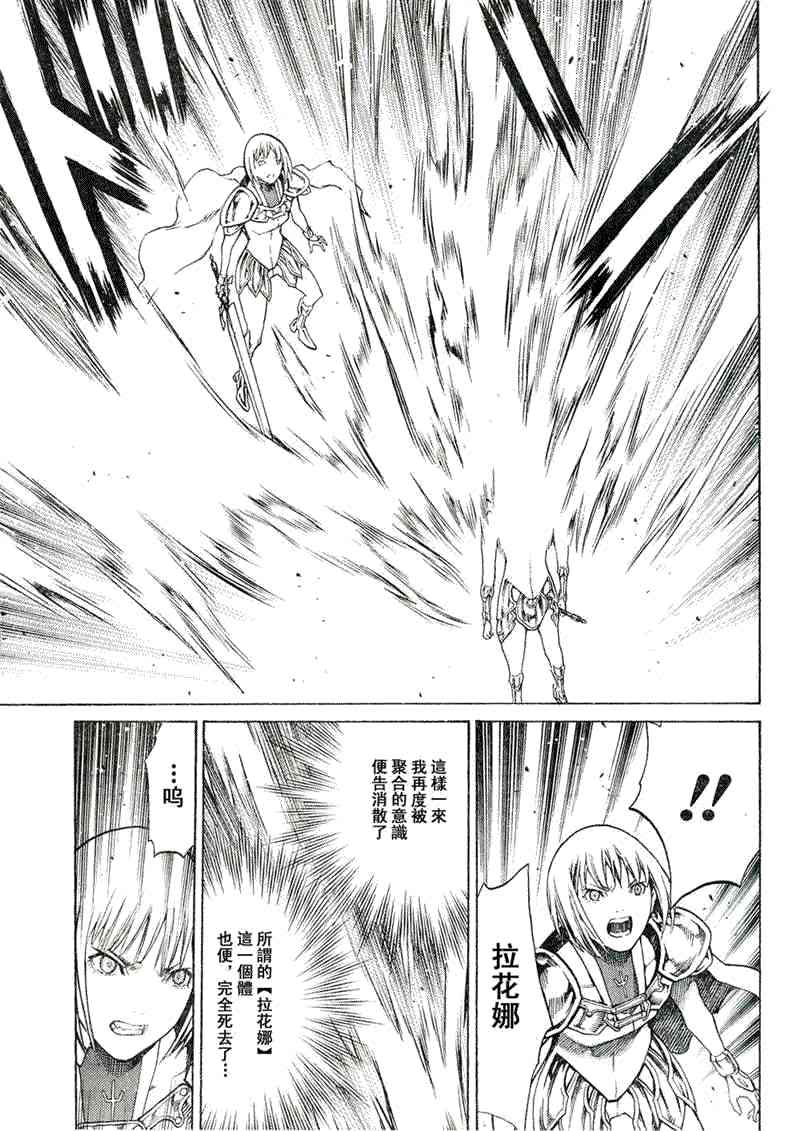 !!
拉花娜
這樣一來
我再度被
聚合的意識
便告消散了
所謂的【拉花娜】
這一個體
也便，完全死去了…
…嗚